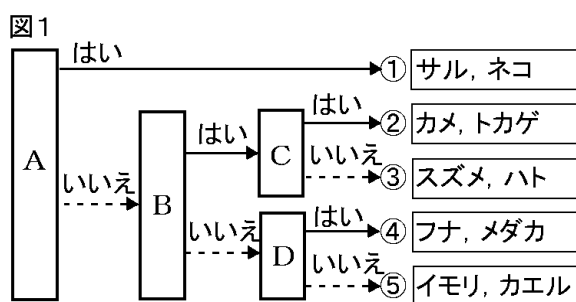 図1
はい
① サル, ネコ
はい
② カメ, トカゲ
はい
A
C
いいえ
いいえ
③ スズメ, ハト
B
はい
いいえ
④ フナ, メダカ
D
いいえ
⑤ イモリ, カエル